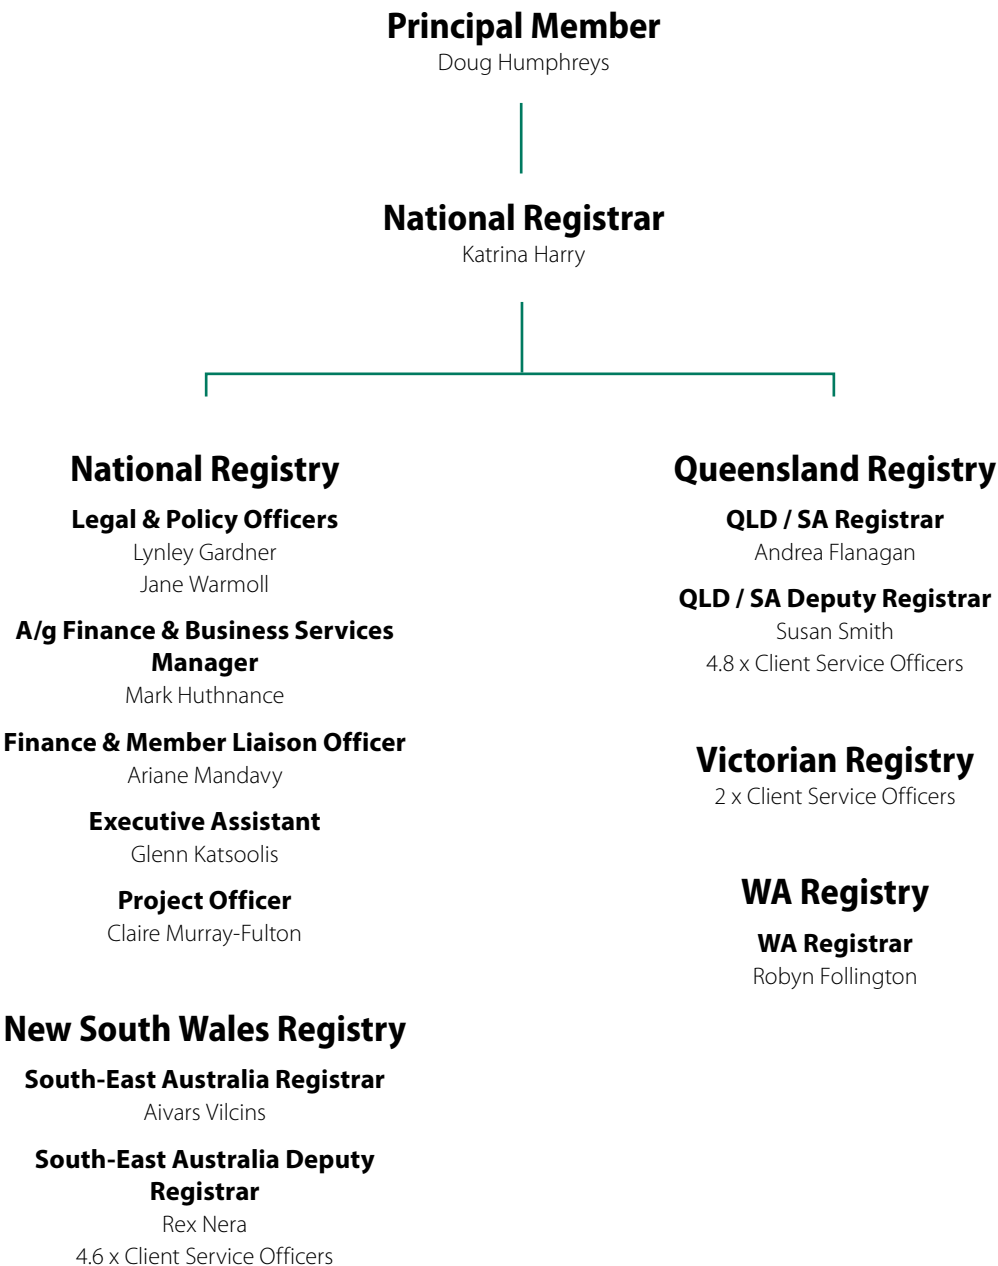 Principal Member
Doug Humphreys
National Registrar
Katrina Harry
National Registry
Legal & Policy Officers
Lynley Gardner
Jane Warmoll
A/g Finance & Business Services
Manager
Mark Huthnance
Finance & Member Liaison Officer
Ariane Mandavy
Executive Assistant
Glenn Katsoolis
Project Officer
Claire Murray-Fulton
New South Wales Registry
South-East Australia Registrar
Aivars Vilcins
South-East Australia Deputy
Registrar
Rex Nera
4.6 x Client Service Officers
Queensland Registry
QLD / SA Registrar
Andrea Flanagan
QLD / SA Deputy Registrar
Susan Smith
4.8 x Client Service Officers
Victorian Registry
2 x Client Service Officers
WA Registry
WA Registrar
Robyn Follington